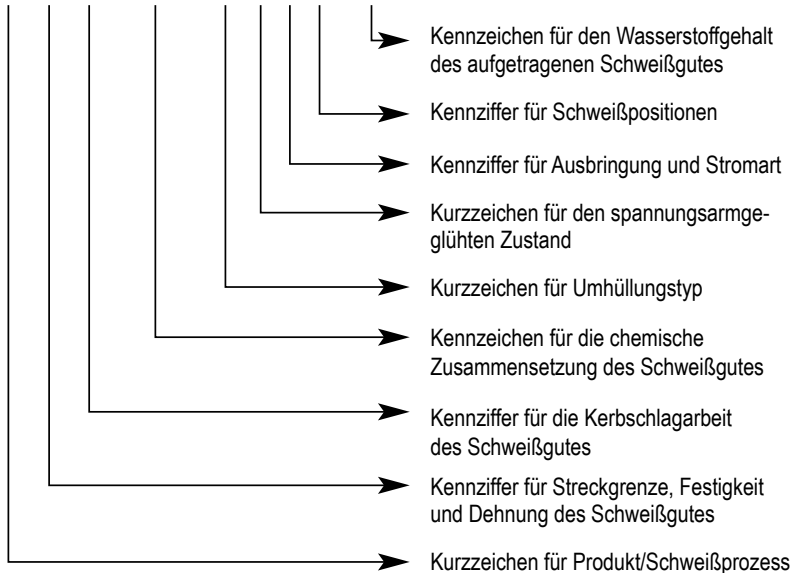 Kennzeichen für den Wasserstoffgehalt
des aufgetragenen Schweißgutes
Kennziffer für Schweißpositionen
Kennziffer für Ausbringung und Stromart
Kurzzeichen für den spannungsarmge-
glühten Zustand
Kurzzeichen für Umhüllungstyp
Kennzeichen für die chemische
Zusammensetzung des Schweißgutes
Kennziffer für die Kerbschlagarbeit
des Schweißgutes
Kennziffer für Streckgrenze, Festigkeit
und Dehnung des Schweißgutes
Kurzzeichen für Produkt/Schweißprozess